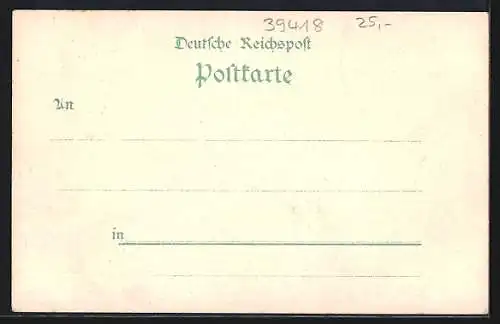 39418 25,-
Deutsche Reichspost
Postkarte
An
in